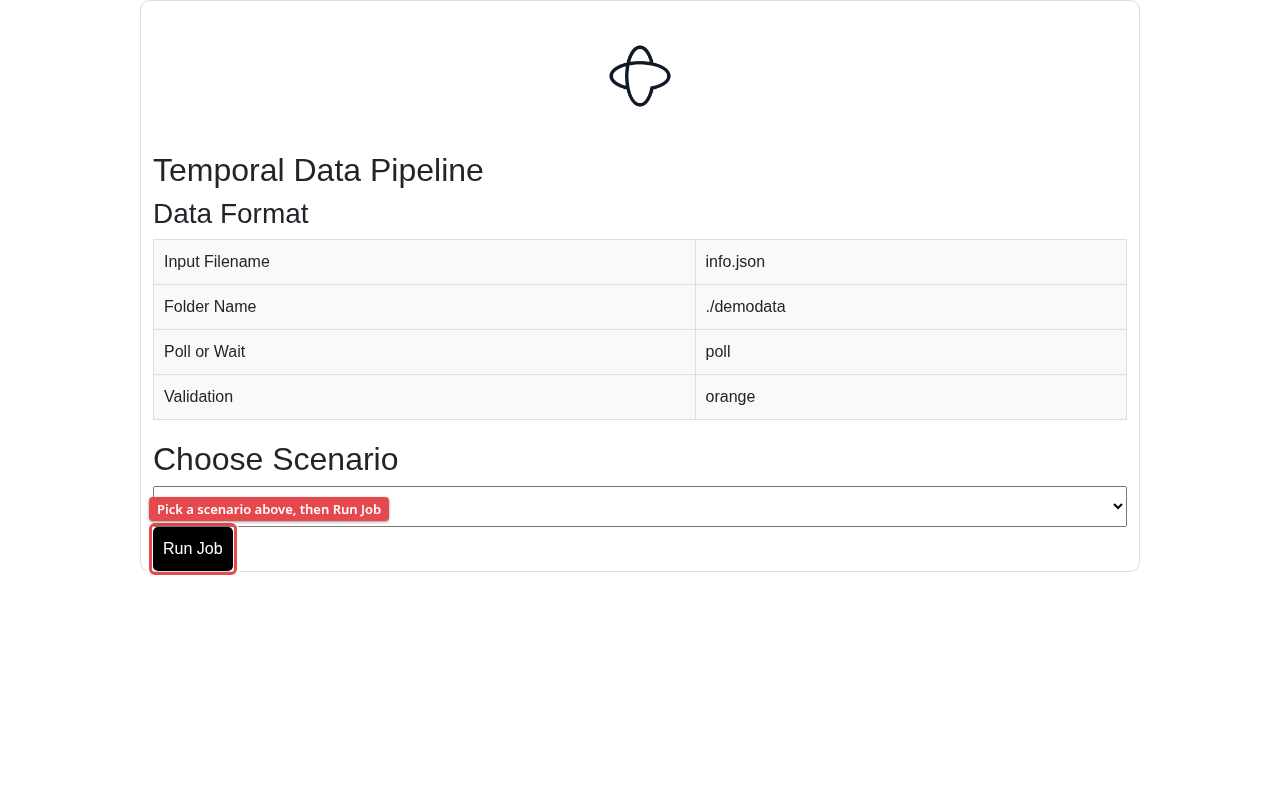 Temporal Data Pipeline
Data Format
Input Filename info.json
Folder Name ./demodata
Poll or Wait poll
Validation orange
Choose Scenario
Pick a scenario above, then Run Job
Run Job